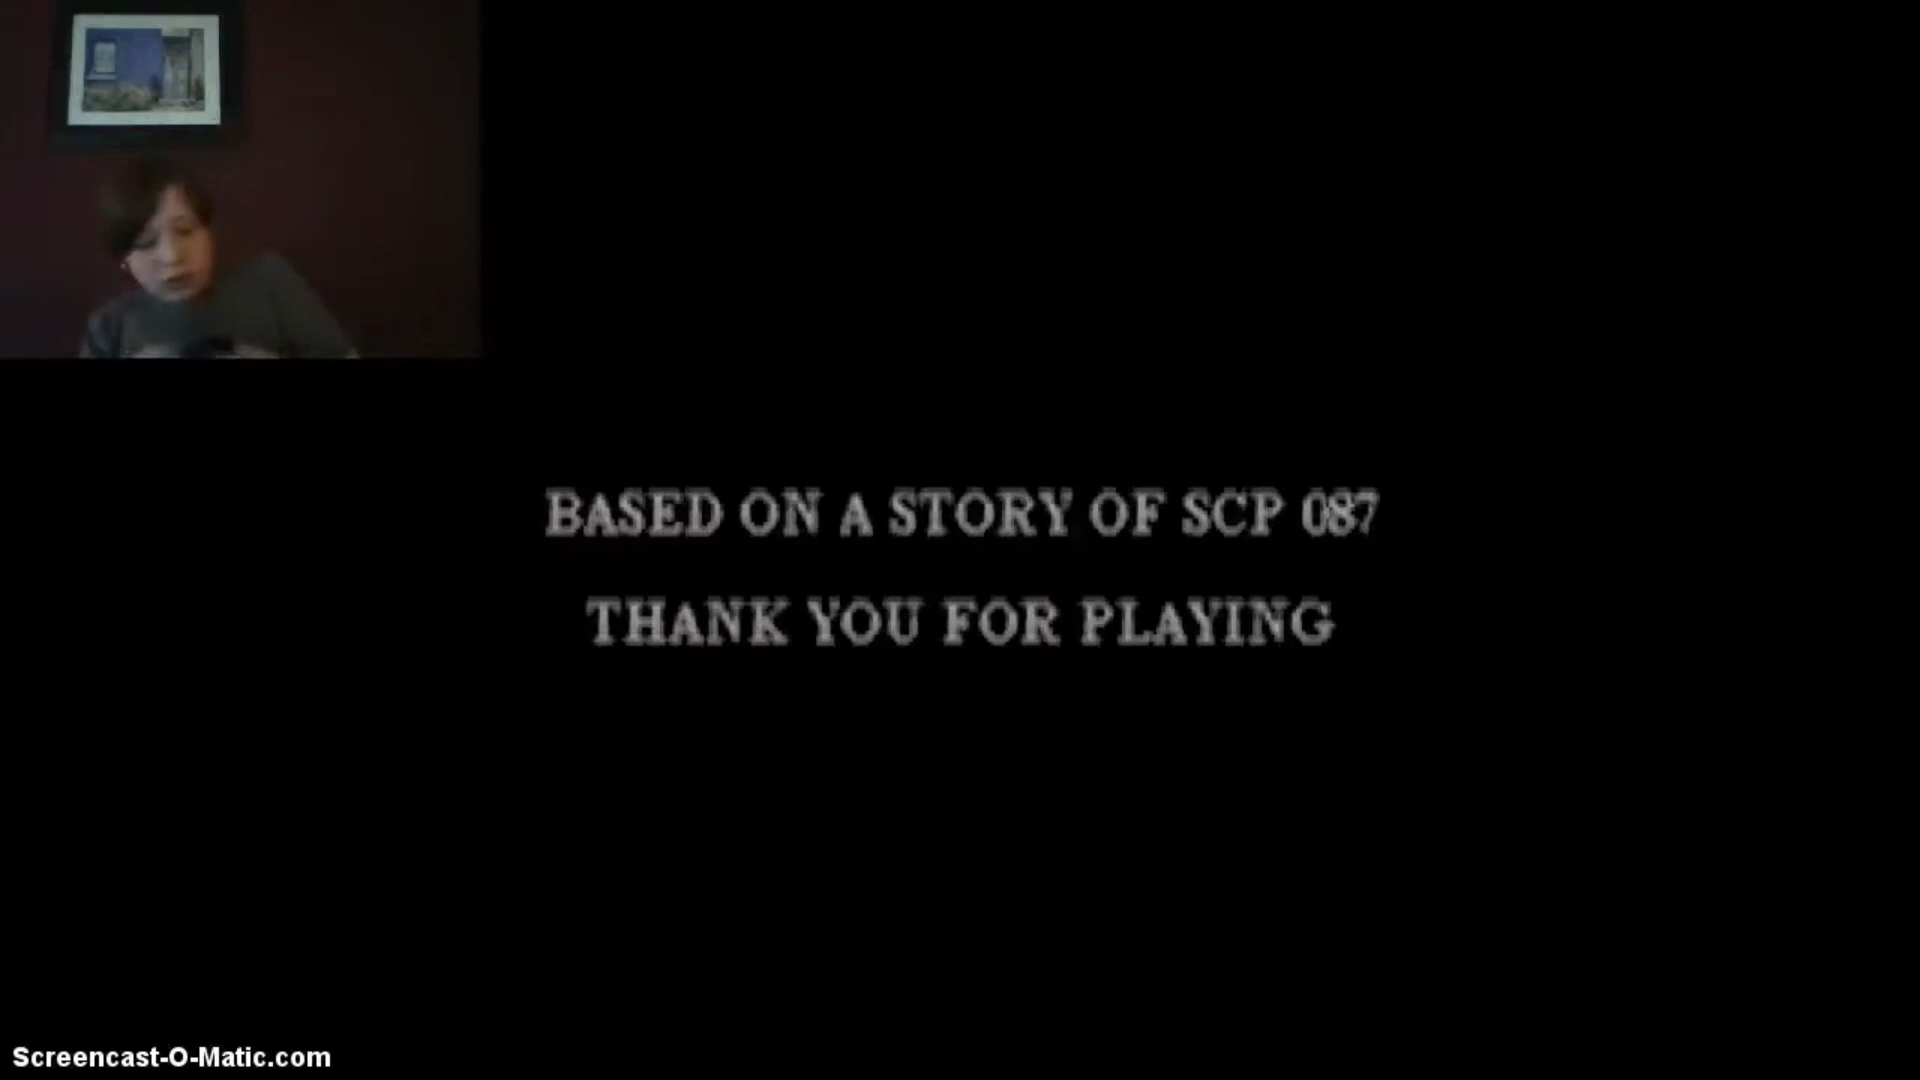 BASED ON A STORY OF SCP 087
THANK YOU FOR PLAYING
Screencast-O-Matic.com